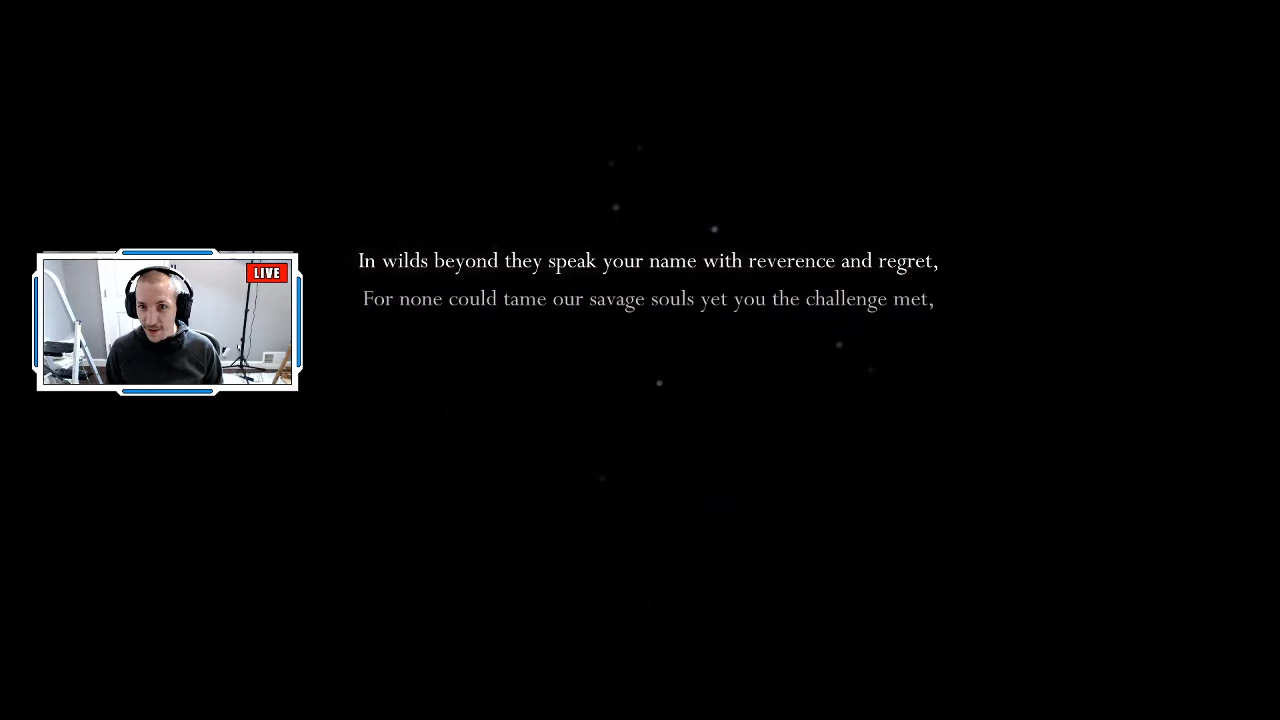 LIVE
In wilds beyond they speak your name with reverence and regret,
For none could tame our savage souls yet you the challenge met,